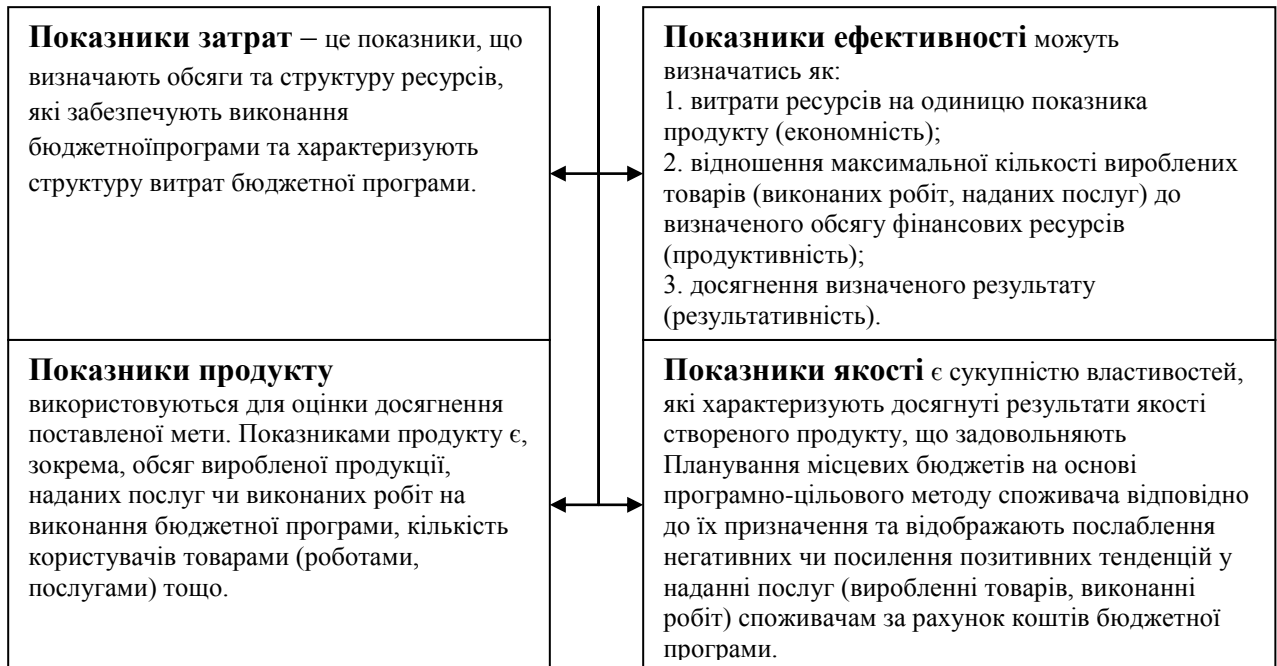 Показники затрат – це показники, що
визначають обсяги та структуру ресурсів,
які забезпечують виконання
бюджетноїпрограми та характеризують
структуру витрат бюджетної програми.
Показники ефективності можуть
визначатись як:
1. витрати ресурсів на одиницю показника
продукту (економність);
2. відношення максимальної кількості вироблених
товарів (виконаних робіт, наданих послуг) до
визначеного обсягу фінансових ресурсів
(продуктивність);
3. досягнення визначеного результату
(результативність).
Показники продукту
використовуються для оцінки досягнення
поставленої мети. Показниками продукту є,
зокрема, обсяг виробленої продукції,
наданих послуг чи виконаних робіт на
виконання бюджетної програми, кількість
користувачів товарами (роботами,
послугами) тощо.
Показники якості є сукупністю властивостей,
які характеризують досягнуті результати якості
створеного продукту, що задовольняють
Планування місцевих бюджетів на основі
програмно-цільового методу споживача відповідно
до їх призначення та відображають послаблення
негативних чи посилення позитивних тенденцій у
наданні послуг (виробленні товарів, виконанні
робіт) споживачам за рахунок коштів бюджетної
програми.